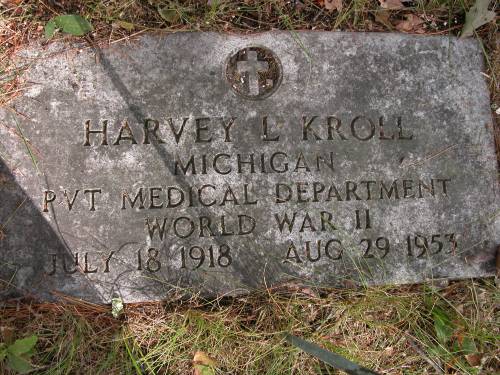 HARVEY L KROLL
MICHIGAN
PVT MEDICAL DEPARTMENT
WORLD WAR II
JULY 18 1918 AUG 29 1953